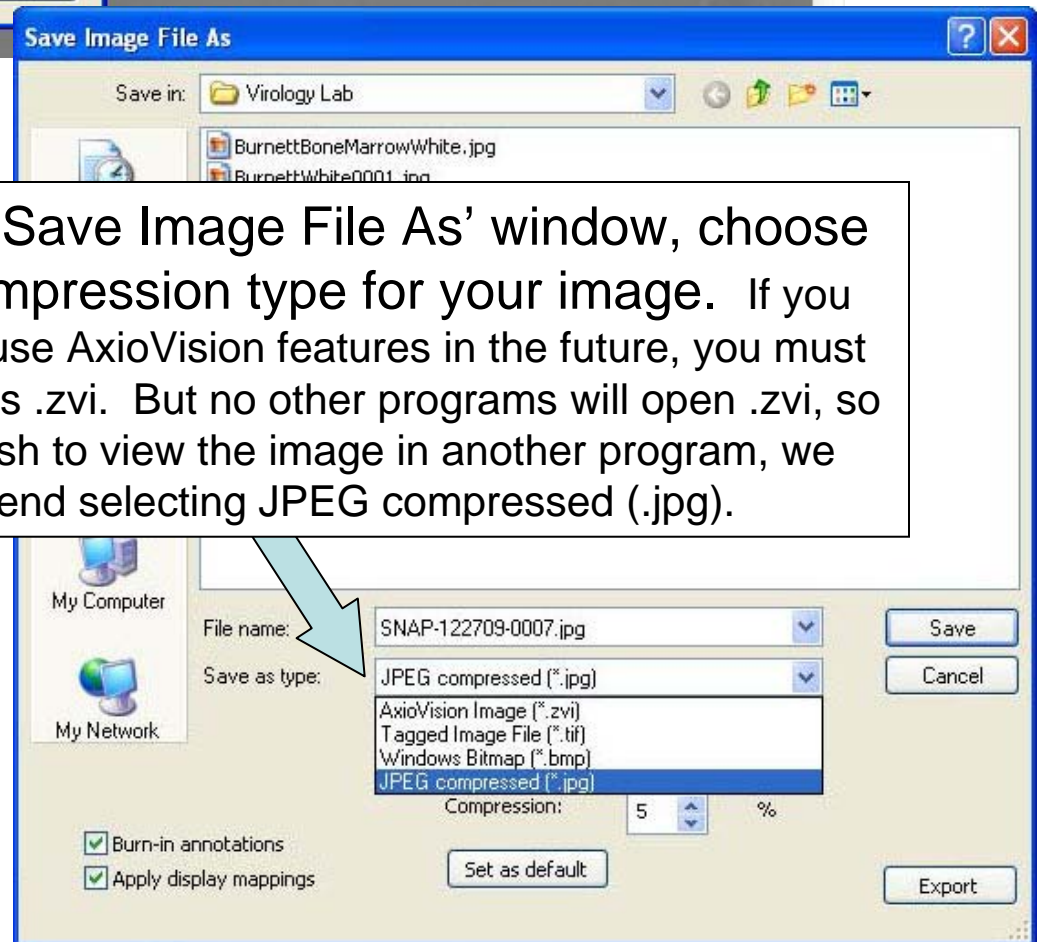 Save Image File As
Save in: Virology Lab
BurnettBoneMarrowWhite.jpg
BurnettWhite0001.jpg
Save Image File As’ window, choose
mpression type for your image. If you
use AxioVision features in the future, you must
s .zvi. But no other programs will open .zvi, so
sh to view the image in another program, we
end selecting JPEG compressed (.jpg).
My Computer
File name: SNAP-122709-0007.jpg Save
Save as type: JPEG compressed (*.jpg) Cancel
AxioVision Image (*.zvi)
Tagged Image File (*.tif)
My Network Windows Bitmap (*.bmp)
JPEG compressed (*.jpg)
Compression: 5 %
Burn-in annotations
Set as default
Apply display mappings
Export